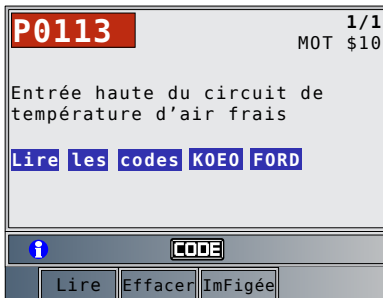 P0113 1/1
MOT $10
Entrée haute du circuit de
température d'air frais
Lire les codes KOEO FORD
i CODE
Lire Effacer ImFigée